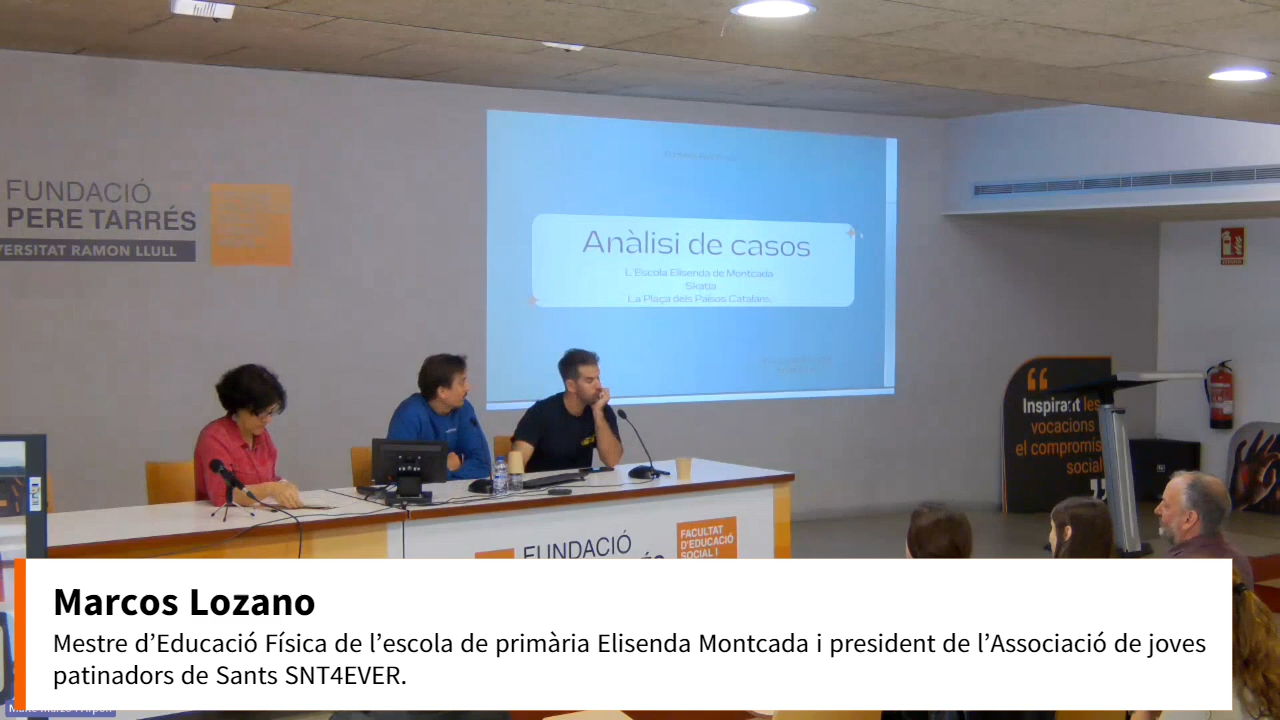 FUNDACIÓ
PERE TARRÉS
VERSITAT RAMON LLULL
Anàlisi de casos
L'Escola Elisenda de Montcada
Skatia
La Plaça dels Països Catalans.
Inspirant les
vocacions
el compromís
social
FUNDACIÓ
FACULTAT
D'EDUCACIÓ
SOCIAL I
Marcos Lozano
Mestre d’Educació Física de l’escola de primària Elisenda Montcada i president de l’Associació de joves
patinadors de Sants SNT4EVER.